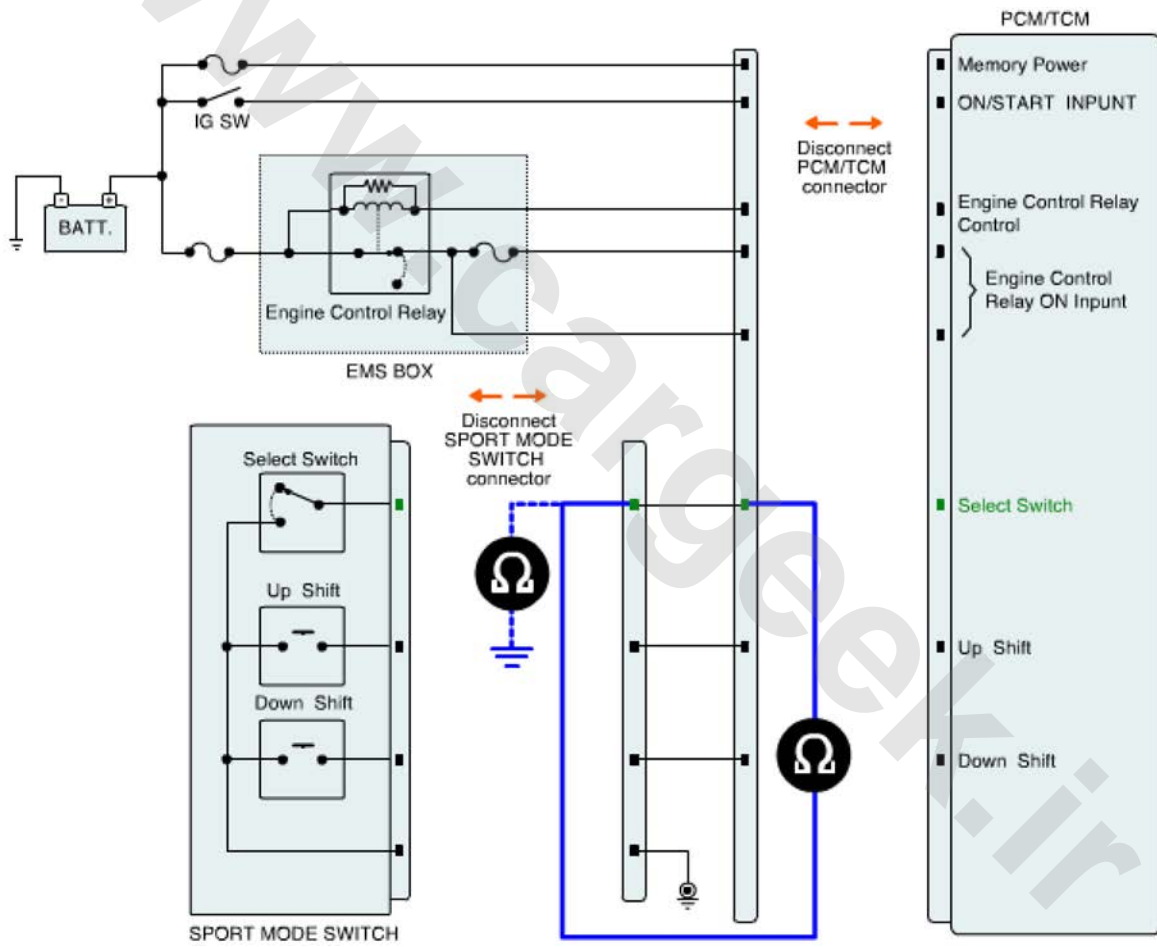 PCM/TCM
Memory Power
IG SW
ON/START INPUNT
Disconnect
PCM/TCM
connector
- +
BATT.
Engine Control Relay
Control
Engine Control
Relay ON Inpunt
Engine Control Relay
EMS BOX
Disconnect
SPORT MODE
SWITCH
connector
Select Switch
Select Switch
Ω
Up Shift
Up Shift
Down Shift
Ω
Down Shift
SPORT MODE SWITCH
www.cargeek.ir